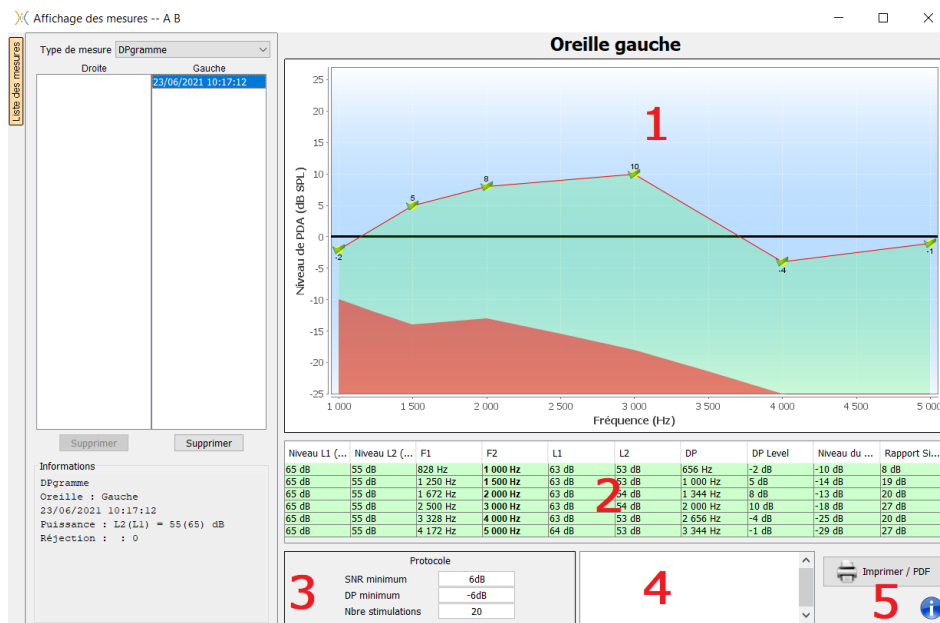 Affichage des mesures -- A B
Liste des mesures
Type de mesure DPgramme
Droite Gauche
23/06/2021 10:17:12
Supprimer Supprimer
Informations
DPgramme
Oreille : Gauche
23/06/2021 10:17:12
Puissance : L2(L1) = 55(65) dB
Réjection : : 0
Oreille gauche
Niveau de PDA (dB SPL)
25
20
15
10
5
0
-5
-10
-15
-20
-25
-2 5 8 10 -4 -1
1
1 000 1 500 2 000 2 500 3 000 3 500 4 000 4 500 5 000
Fréquence (Hz)
Niveau L1 (... Niveau L2 (... F1 F2 L1 L2 DP DP Level Niveau du ... Rapport Si...
65 dB 55 dB 828 Hz 1 000 Hz 63 dB 53 dB 656 Hz -2 dB -10 dB 8 dB
65 dB 55 dB 1 250 Hz 1 500 Hz 63 dB 53 dB 1 000 Hz 5 dB -14 dB 19 dB
65 dB 55 dB 1 672 Hz 2 000 Hz 63 dB 54 dB 1 344 Hz 8 dB -13 dB 20 dB
65 dB 55 dB 2 500 Hz 3 000 Hz 63 dB 54 dB 2 000 Hz 10 dB -18 dB 27 dB
65 dB 55 dB 3 328 Hz 4 000 Hz 63 dB 53 dB 2 656 Hz -4 dB -25 dB 20 dB
65 dB 55 dB 4 172 Hz 5 000 Hz 64 dB 53 dB 3 344 Hz -1 dB -29 dB 27 dB
2
Protocole
SNR minimum 6dB
DP minimum -6dB
Nbre stimulations 20
3
4
Imprimer / PDF
5
i